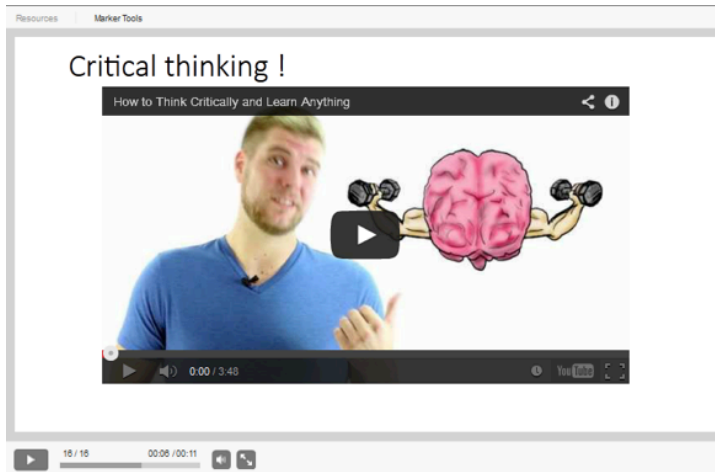 Resources Marker Tools
Critical thinking !
How to Think Critically and Learn Anything
0:00 / 3:48 YouTube
16 / 16 00:06 / 00:11